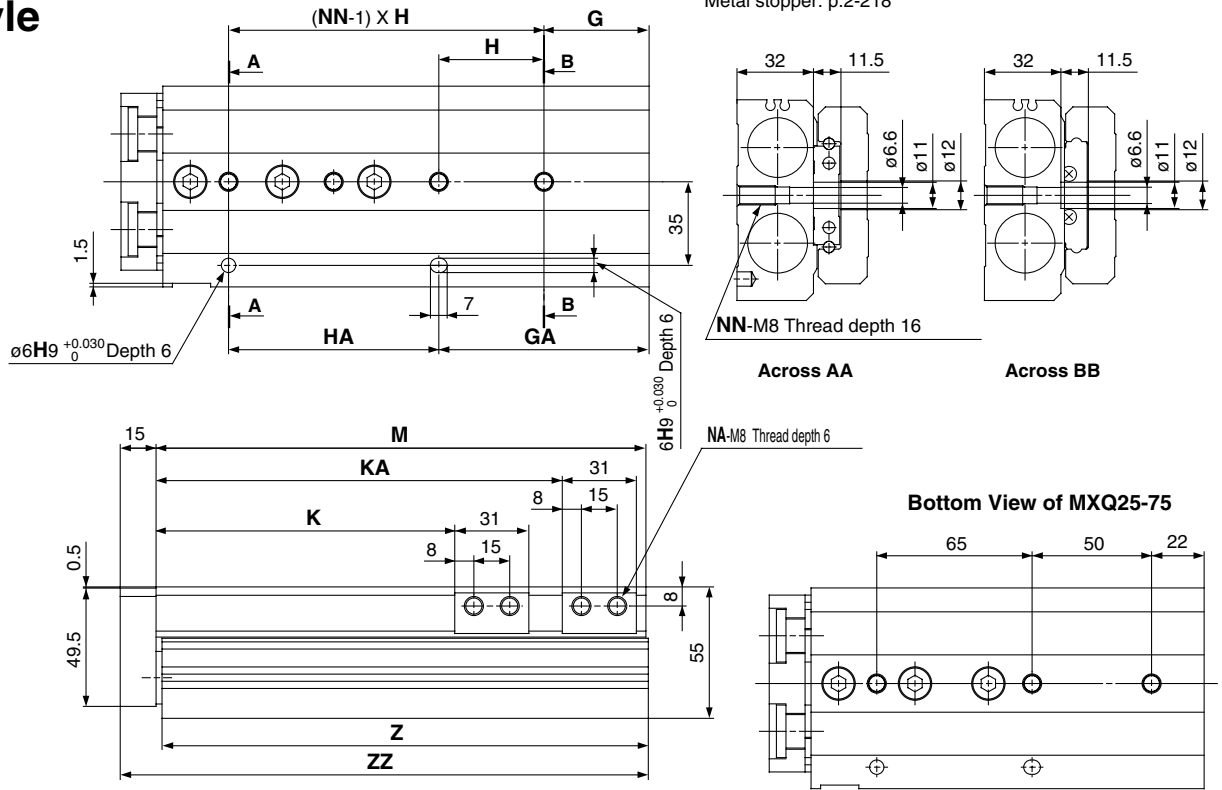 yle
Metal stopper: p.2-218
(NN-1) X H
G
H
A
B
32
11.5
32
11.5
ø6.6
ø11
ø12
ø6.6
ø11
ø12
35
1.5
A
7
B
HA
GA
ø6H9 +0.030 0 Depth 6
6H9 +0.030 0 Depth 6
NN-M8 Thread depth 16
Across AA
Across BB
15
M
NA-M8 Thread depth 6
KA
31
8
15
K
31
8
15
0.5
8
49.5
55
Z
ZZ
Bottom View of MXQ25-75
65
50
22